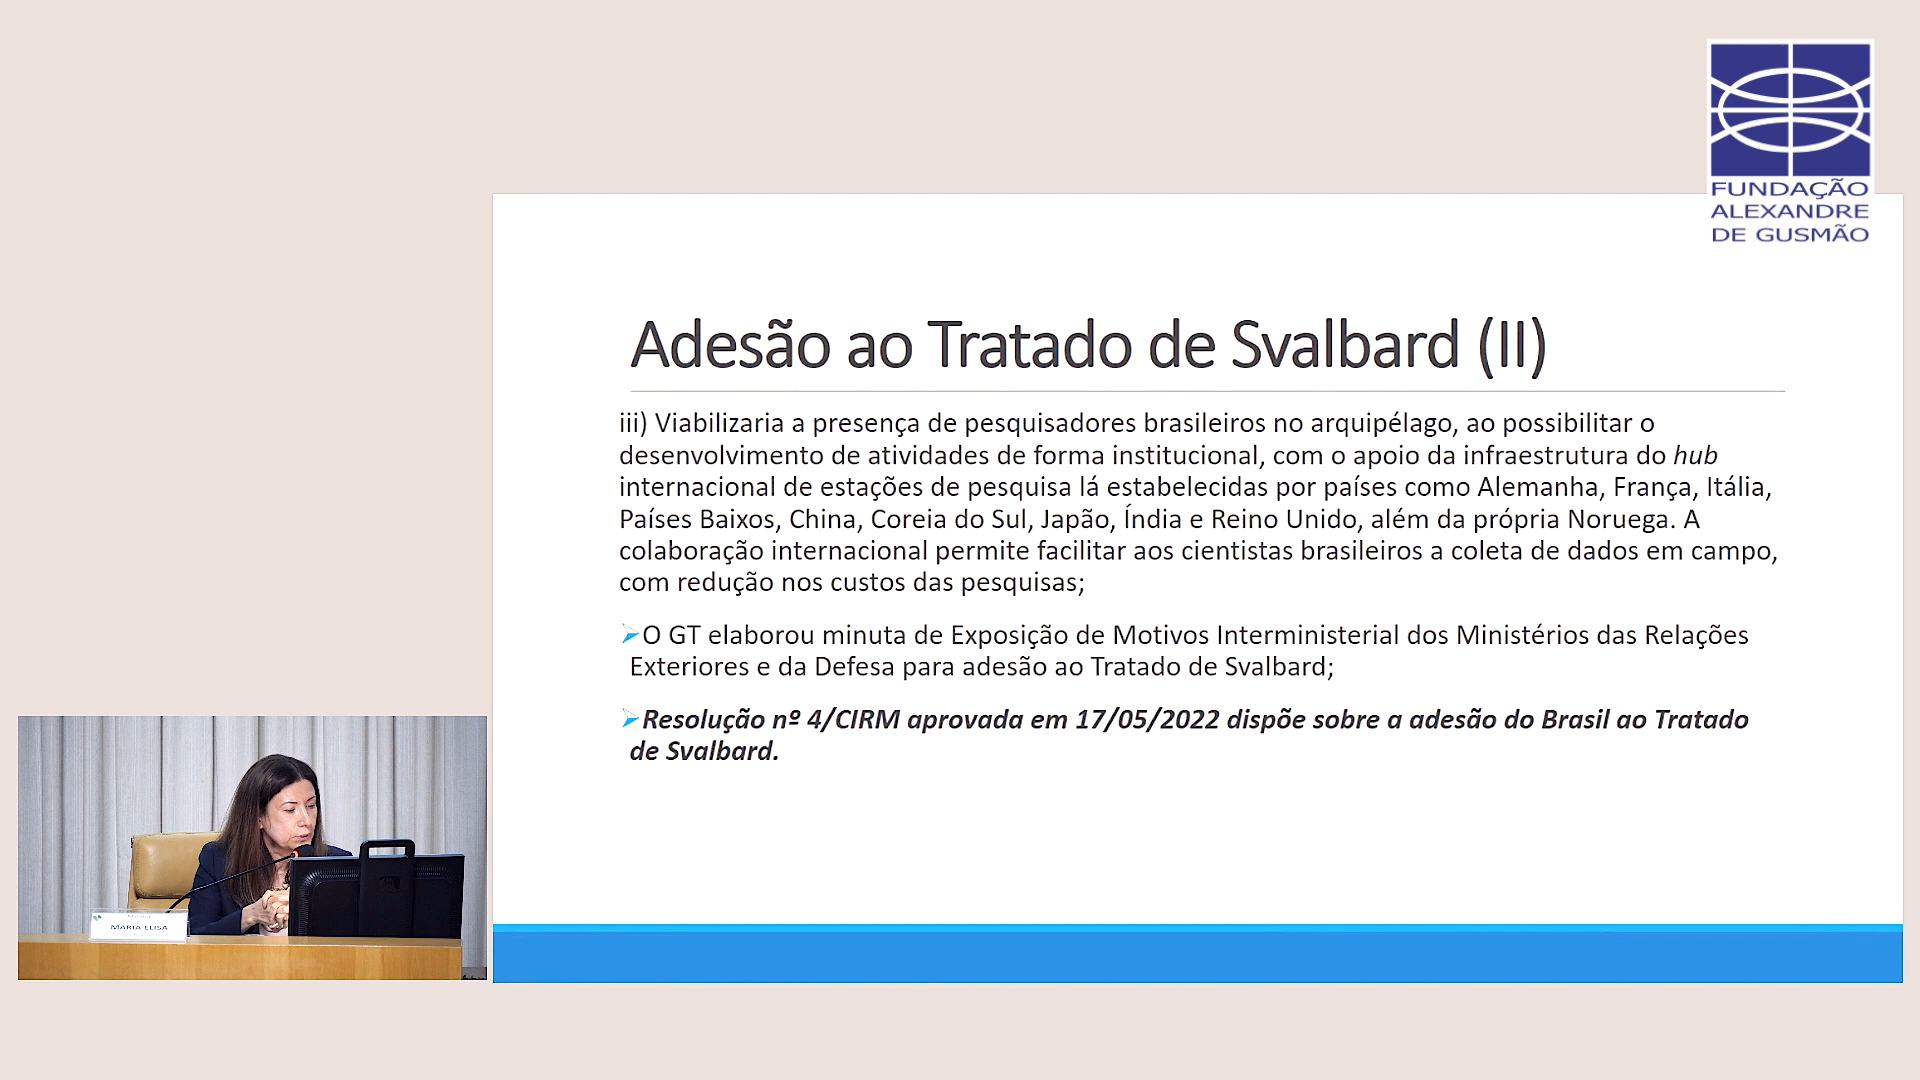 FUNDAÇÃO
ALEXANDRE
DE GUSMÃO
Adesão ao Tratado de Svalbard (II)
iii) Viabilizaria a presença de pesquisadores brasileiros no arquipélago, ao possibilitar o
desenvolvimento de atividades de forma institucional, com o apoio da infraestrutura do hub
internacional de estações de pesquisa lá estabelecidas por países como Alemanha, França, Itália,
Países Baixos, China, Coreia do Sul, Japão, Índia e Reino Unido, além da própria Noruega. A
colaboração internacional permite facilitar aos cientistas brasileiros a coleta de dados em campo,
com redução nos custos das pesquisas;
O GT elaborou minuta de Exposição de Motivos Interministerial dos Ministérios das Relações
Exteriores e da Defesa para adesão ao Tratado de Svalbard;
Resolução nº 4/CIRM aprovada em 17/05/2022 dispõe sobre a adesão do Brasil ao Tratado
de Svalbard.
MARIA ELISA